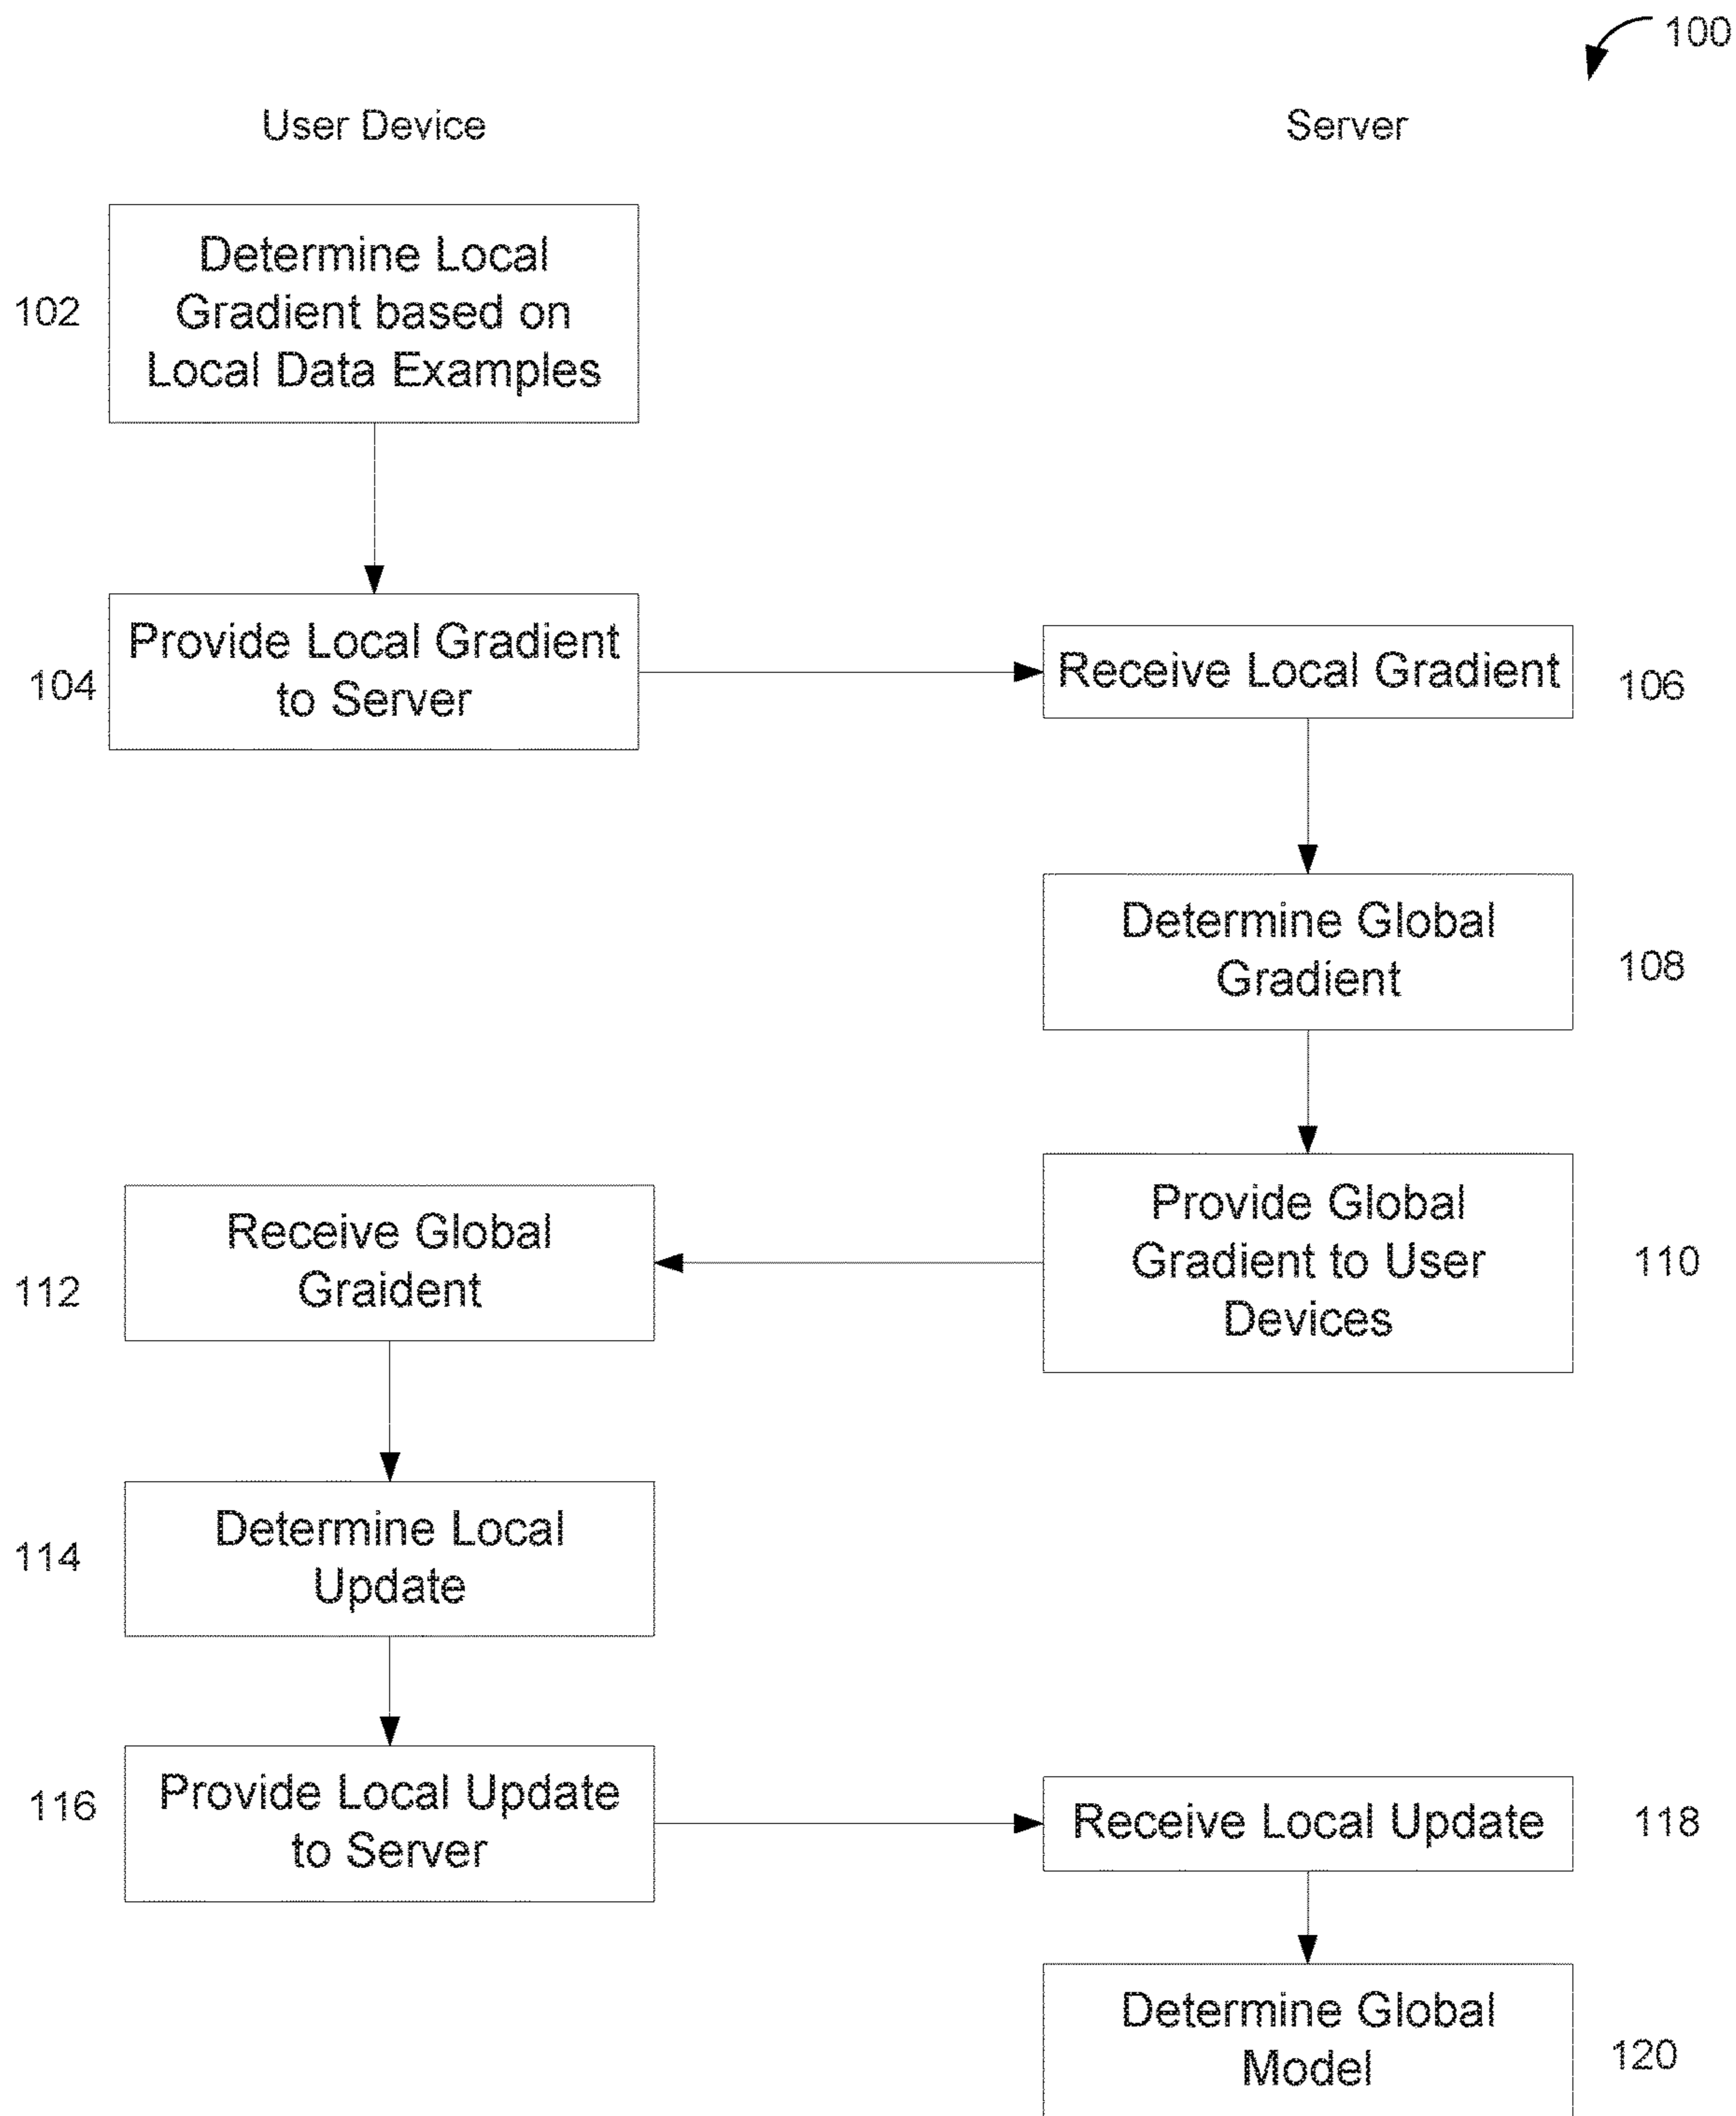 100
User Device
Server
102
Determine Local
Gradient based on
Local Data Examples
104
Provide Local Gradient
to Server
Receive Local Gradient
106
Determine Global
Gradient
108
Provide Global
Gradient to User
Devices
110
112
Receive Global
Graident
114
Determine Local
Update
116
Provide Local Update
to Server
Receive Local Update
118
Determine Global
Model
120